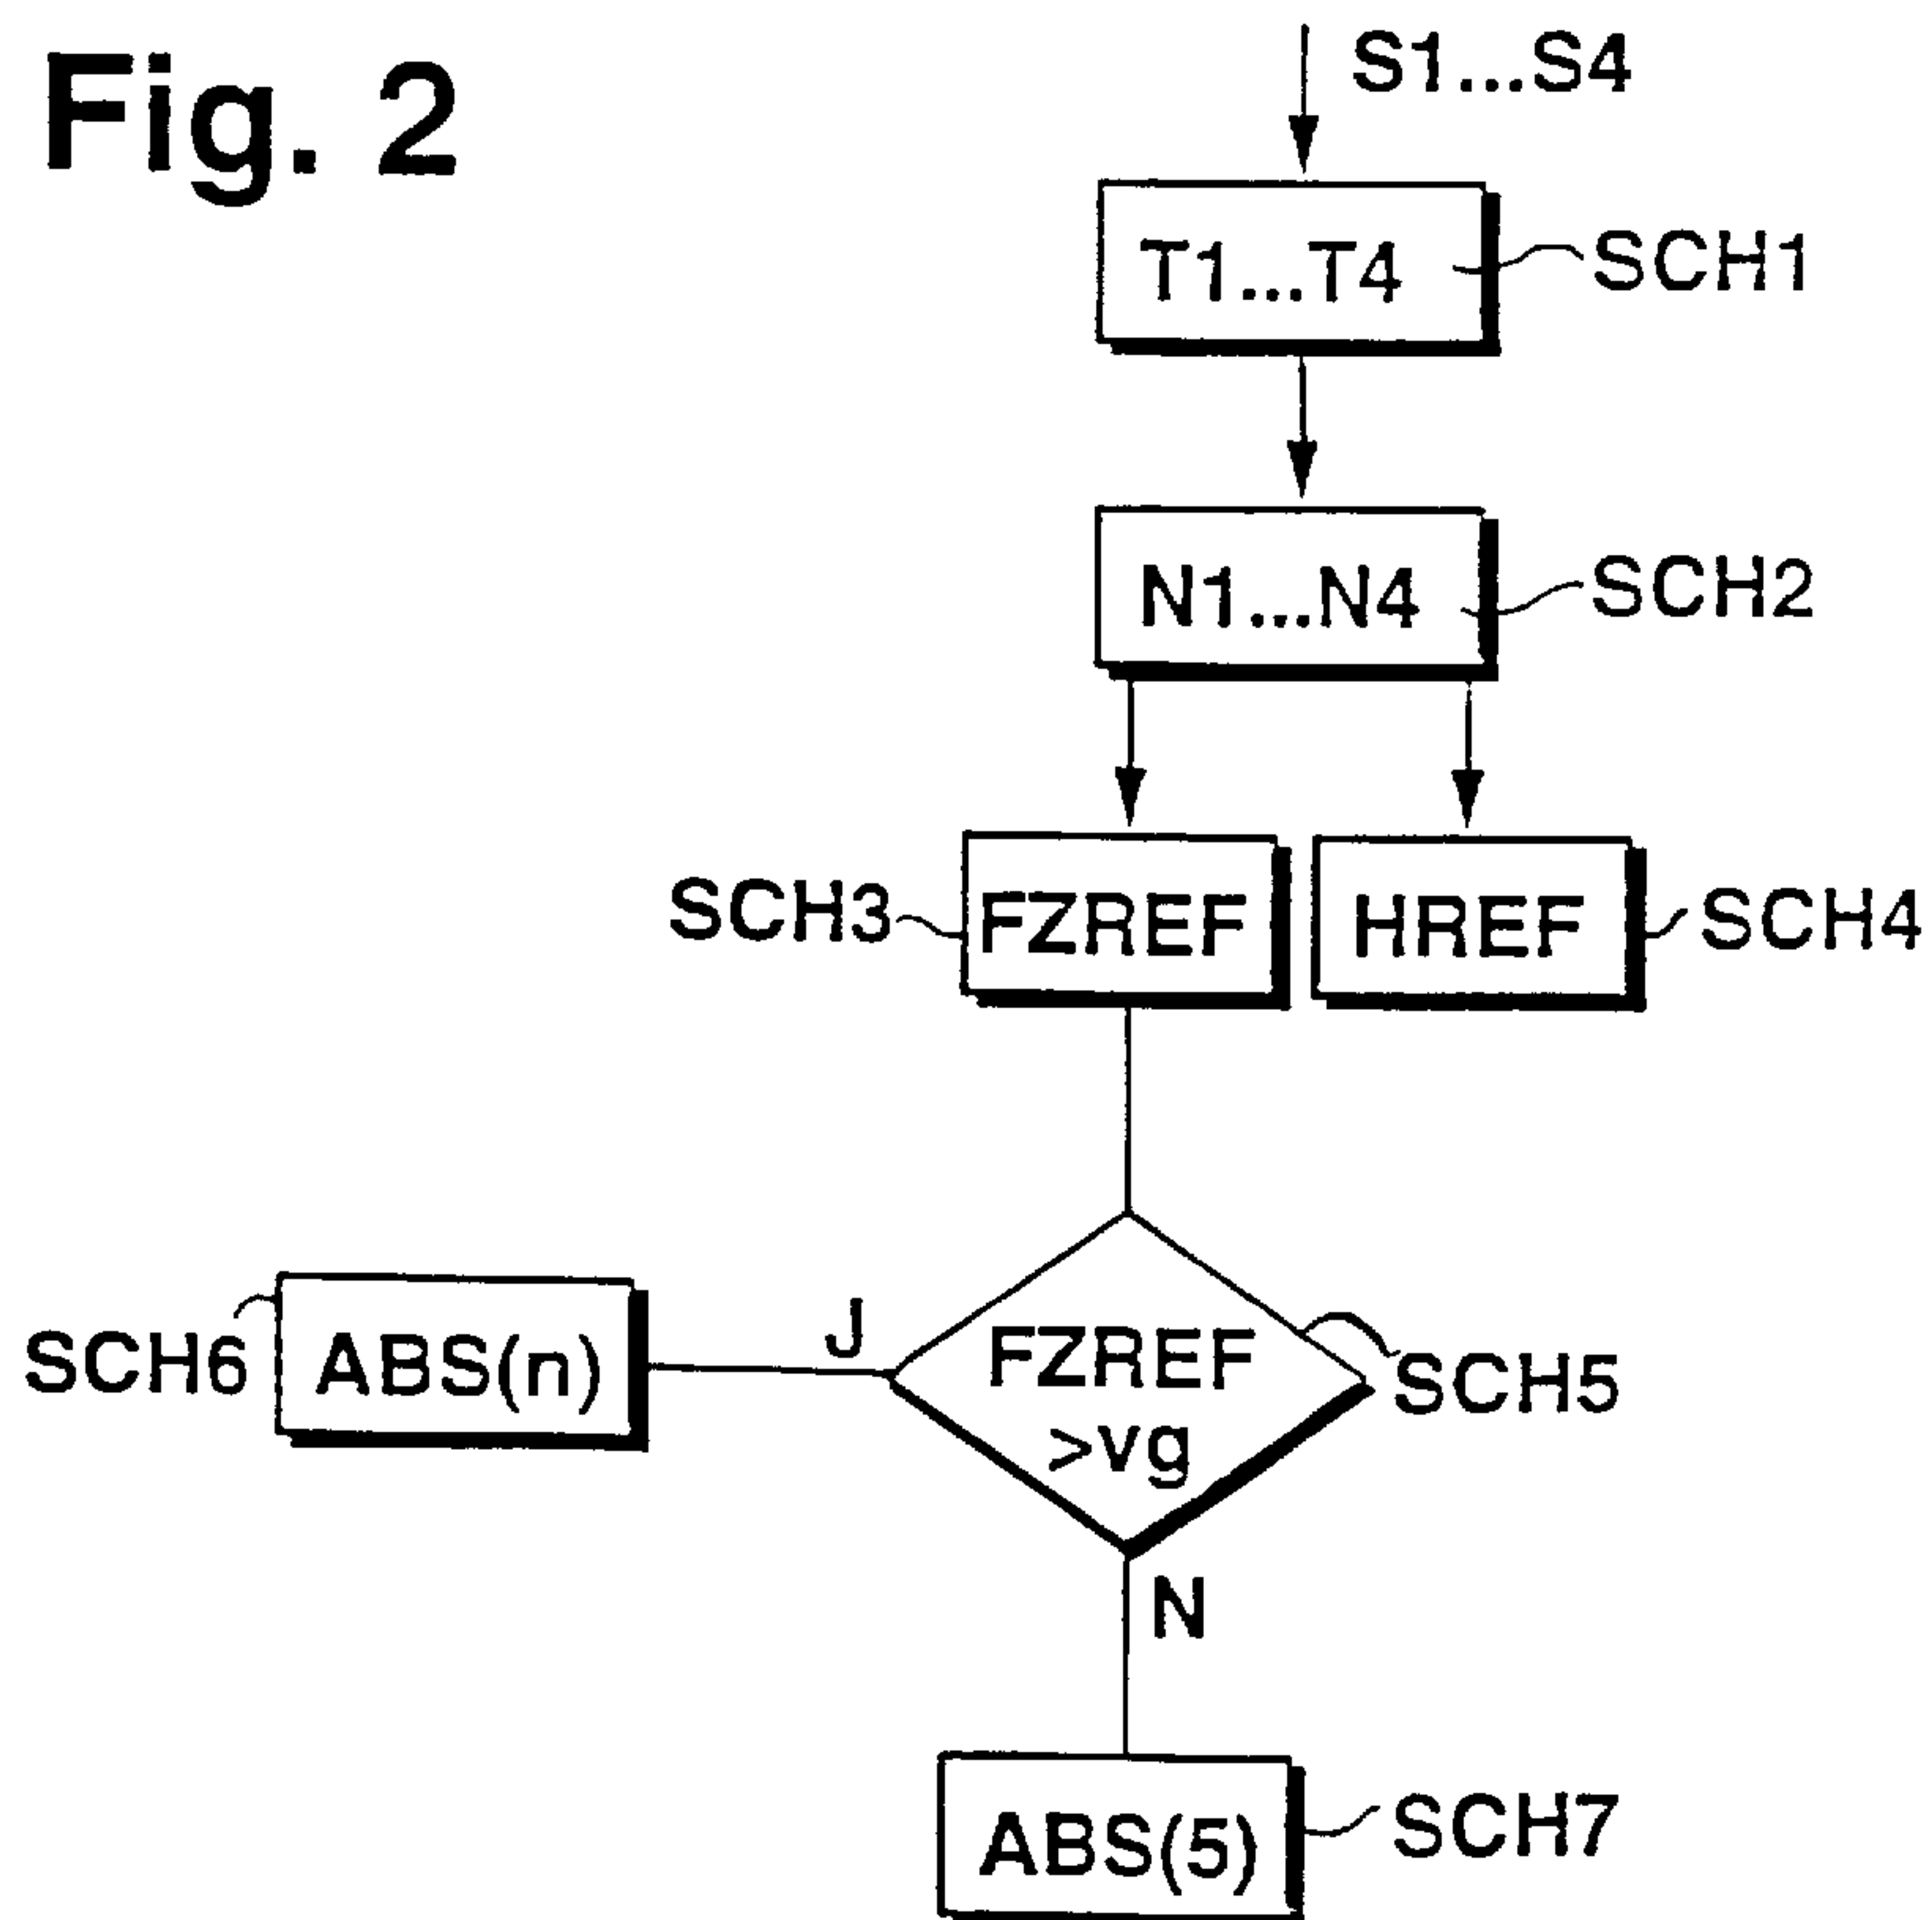 Fig. 2
S1...S4
T1...T4
SCH1
N1...N4
SCH2
SCH3
FZREF
HREF
SCH4
SCH6
ABS(n)
J
FZREF
>vg
SCH5
N
ABS(5)
SCH7